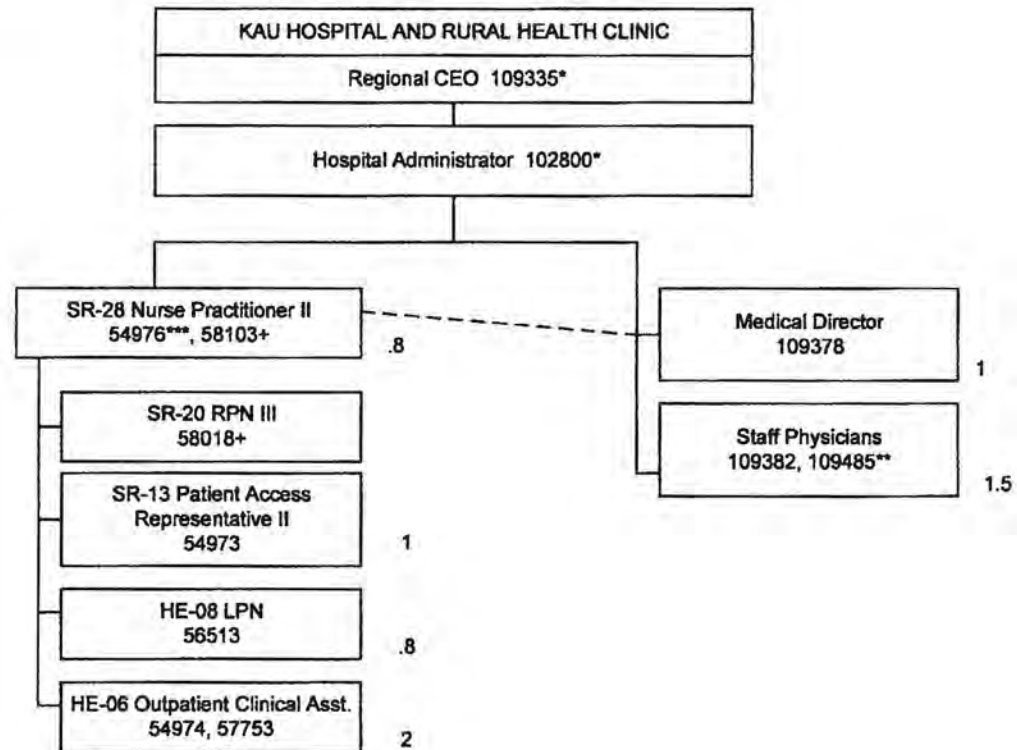 KAU HOSPITAL AND RURAL HEALTH CLINIC
Regional CEO 109335*
Hospital Administrator 102800*
SR-28 Nurse Practitioner II
54976***, 58103+
.8
Medical Director
109378
1
SR-20 RPN III
58018+
Staff Physicians
109382, 109485**
1.5
SR-13 Patient Access
Representative II
54973
1
HE-08 LPN
56513
.8
HE-06 Outpatient Clinical Asst.
54974, 57753
2